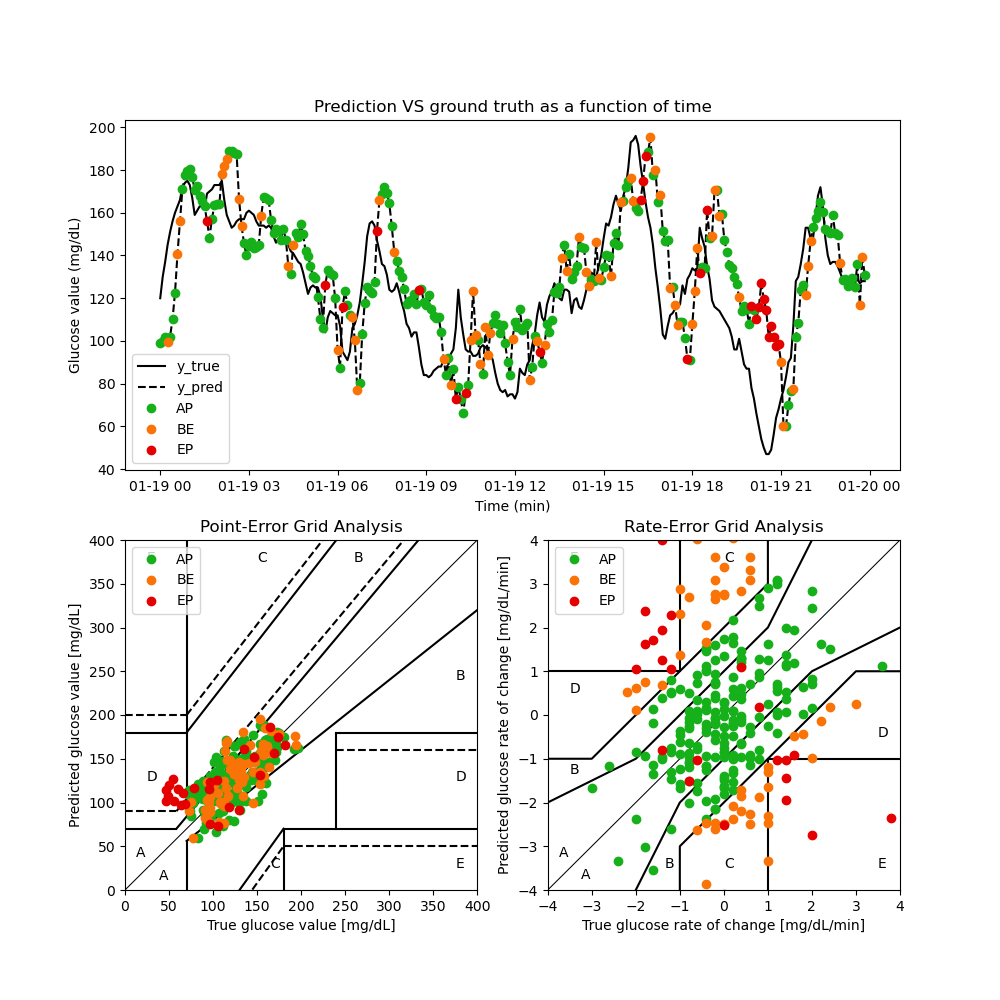 Prediction VS ground truth as a function of time
Glucose value (mg/dL)
200
180
160
140
120
100
80
60
40
y_true
y_pred
AP
BE
EP
01-19 00 01-19 03 01-19 06 01-19 09 01-19 12 01-19 15 01-19 18 01-19 21 01-20 00
Time (min)
Point-Error Grid Analysis
Predicted glucose value [mg/dL]
400
350
300
250
200
150
100
50
0
AP
BE
EP
C
B
B
D
D
A
A
C
E
0 50 100 150 200 250 300 350 400
True glucose value [mg/dL]
Rate-Error Grid Analysis
Predicted glucose rate of change [mg/dL/min]
4
3
2
1
0
−1
−2
−3
−4
AP
BE
EP
C
D
D
B
A
A
B
C
E
−4 −3 −2 −1 0 1 2 3 4
True glucose rate of change [mg/dL/min]